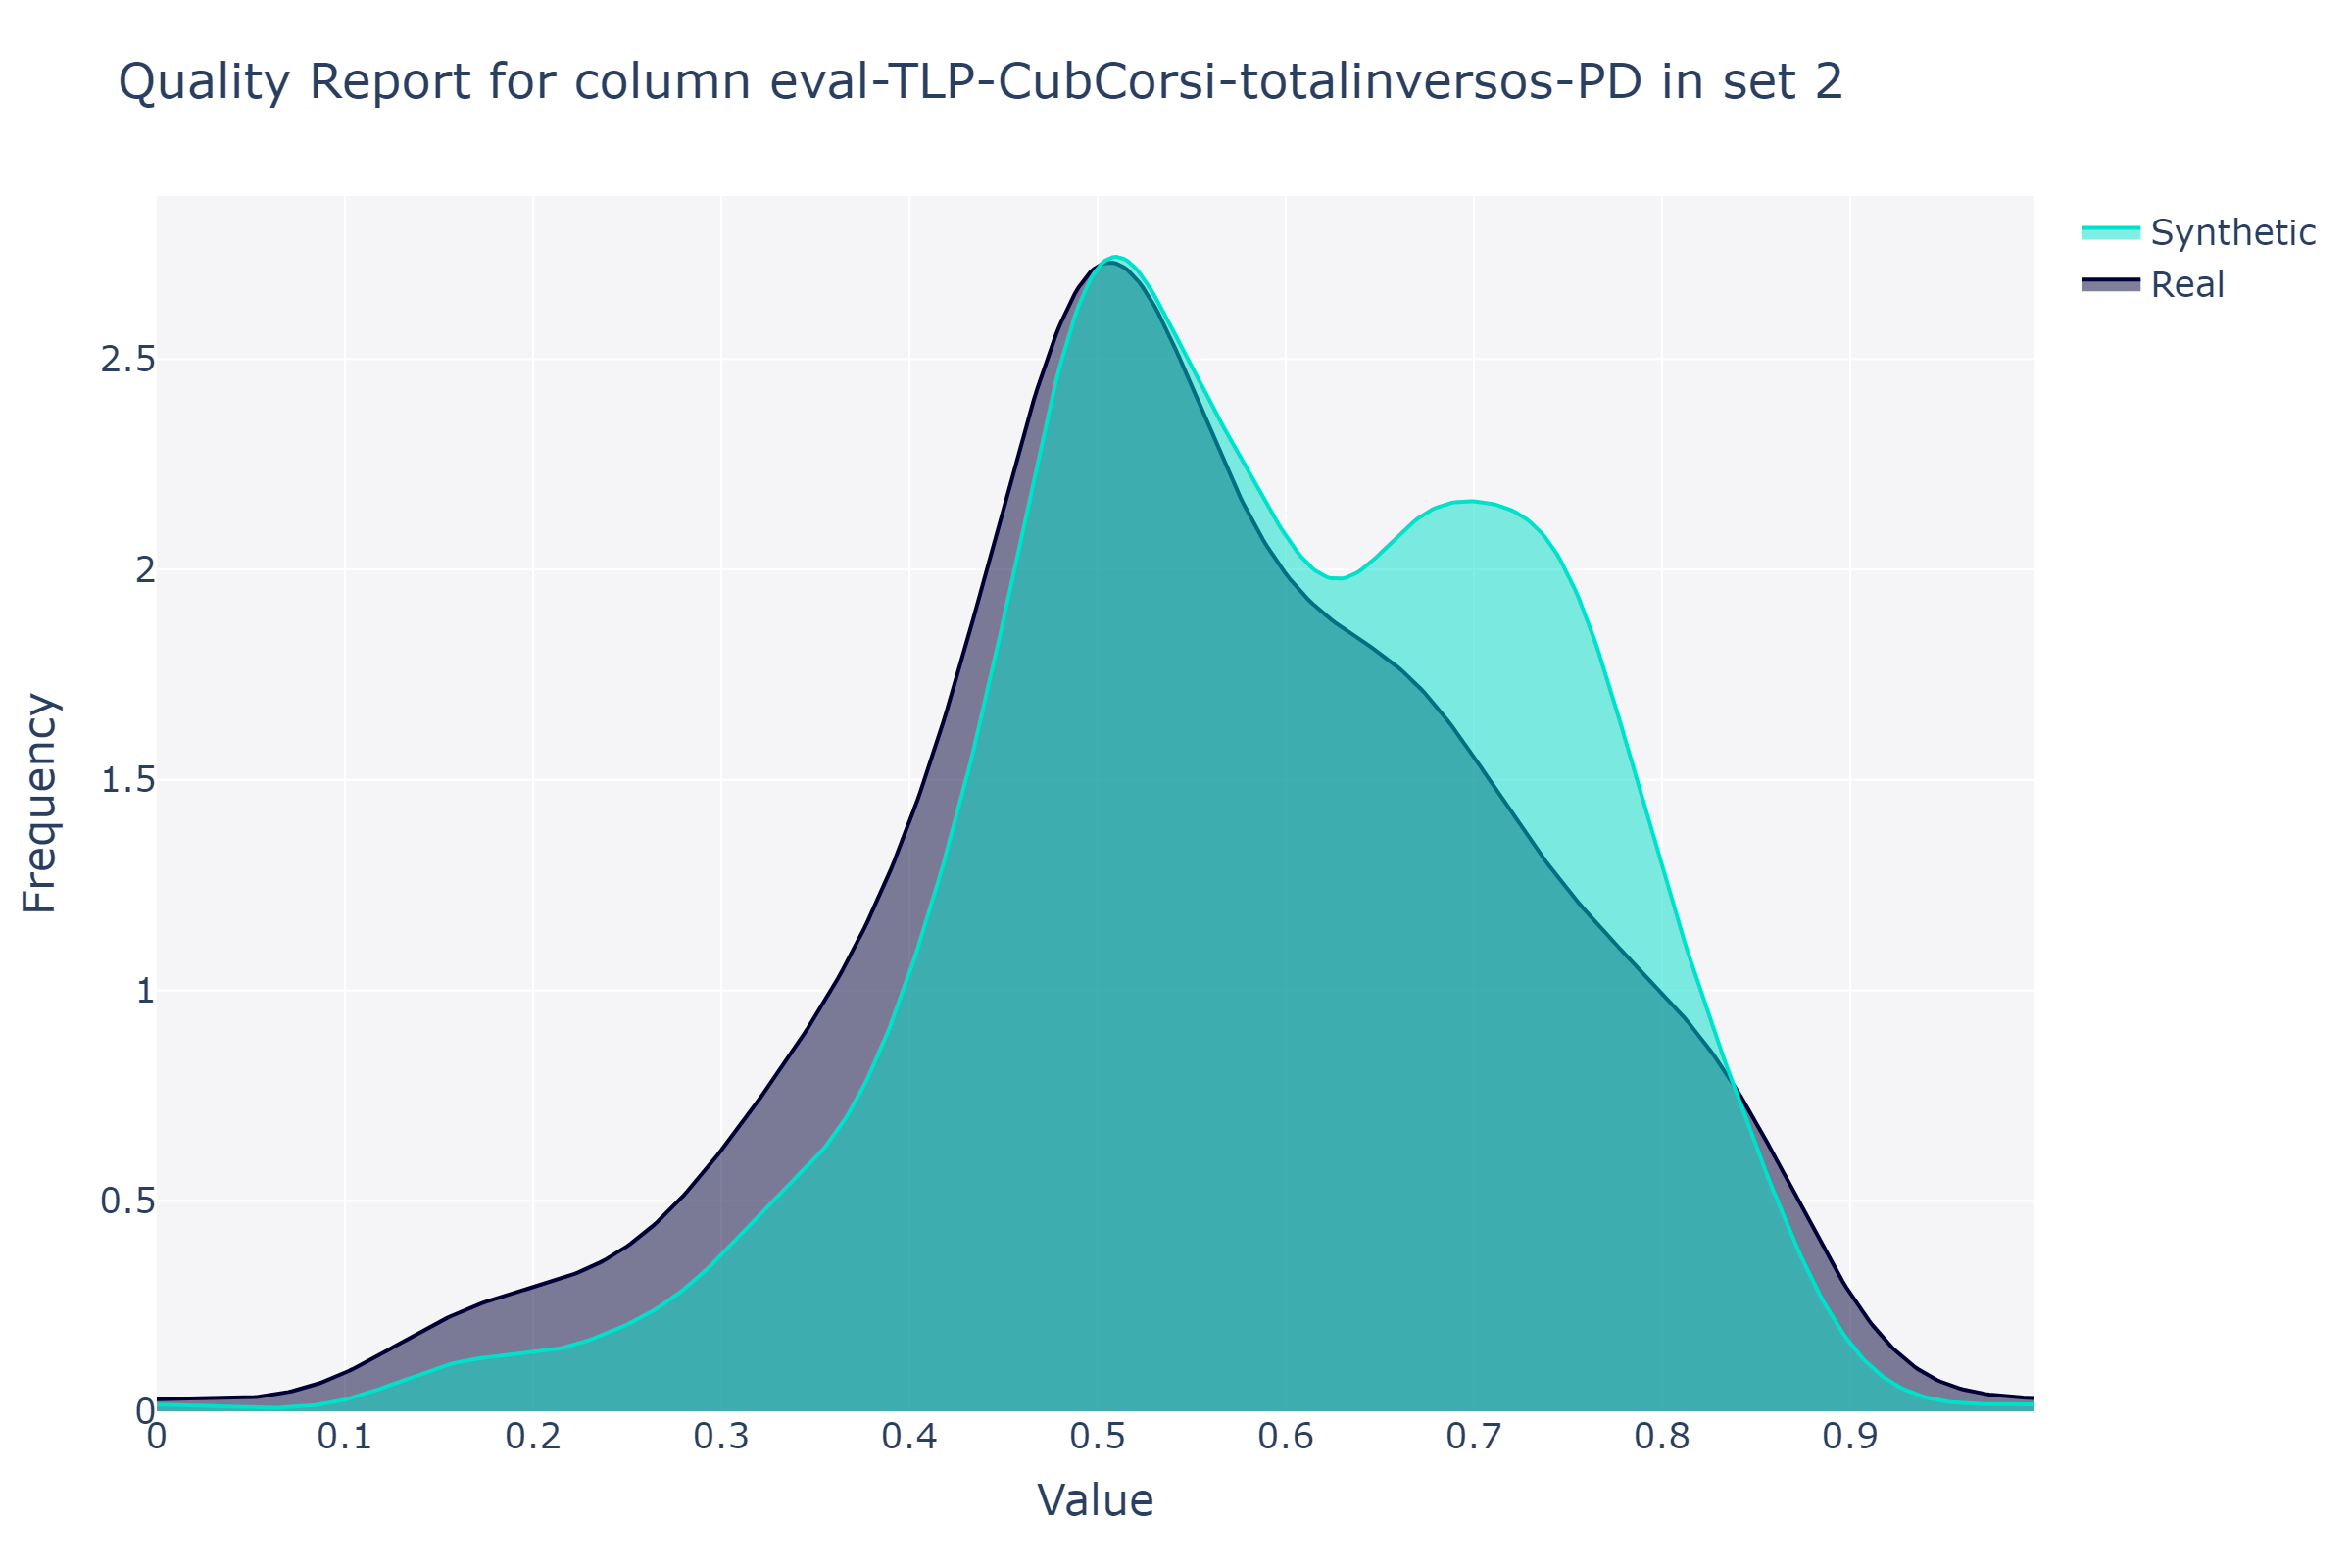 Quality Report for column eval-TLP-CubCorsi-totalinversos-PD in set 2
Synthetic
Real
Frequency
2.5
2
1.5
1
0.5
0
0 0.1 0.2 0.3 0.4 0.5 0.6 0.7 0.8 0.9
Value